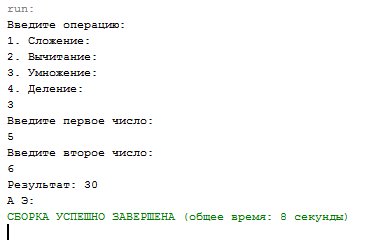 run:
Введите операцию:
1. Сложение:
2. Вычитание:
3. Умножение:
4. Деление:
3
Введите первое число:
5
Введите второе число:
6
Результат: 30
А Э:
СБОРКА УСПЕШНО ЗАВЕРШЕНА (общее время: 8 секунды)